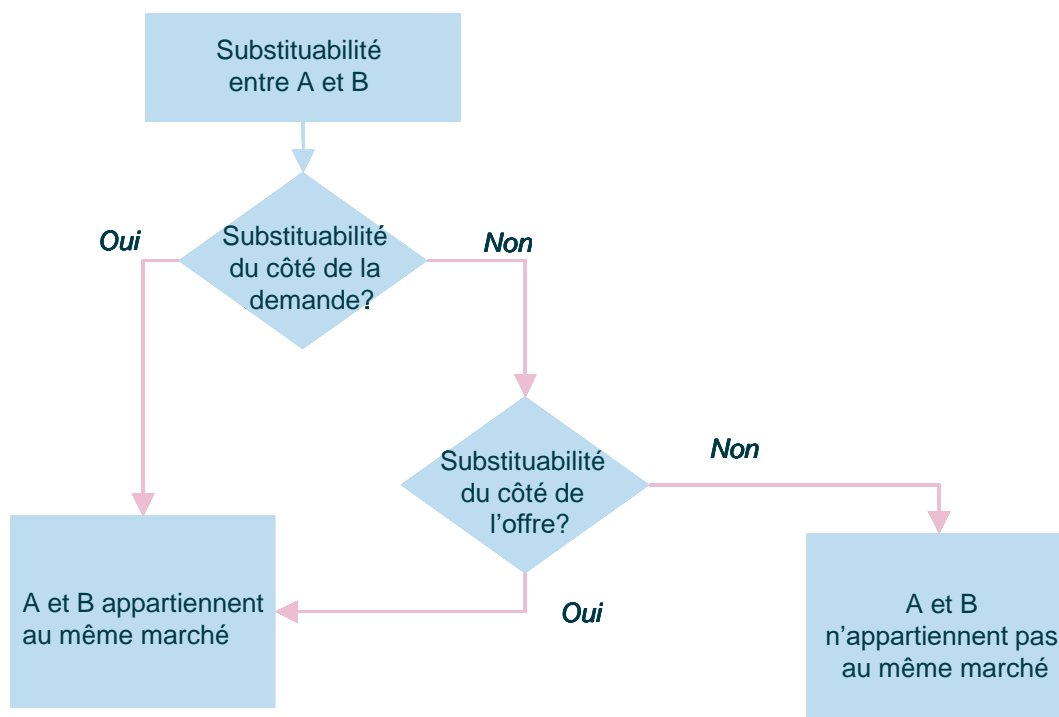 Substituabilité
entre A et B
Oui
Substituabilité
du côté de la
demande?
Non
Substituabilité
du côté de
l’offre?
Non
A et B appartiennent
au même marché
Oui
A et B
n’appartiennent pas
au même marché